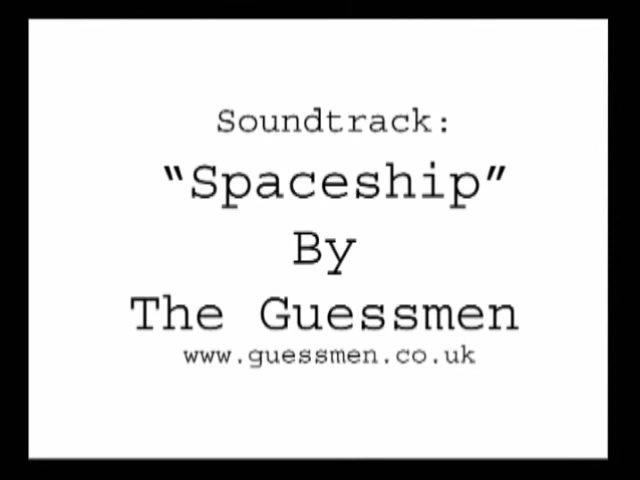 Soundtrack:
“Spaceship”
By
The Guessmen
www.guessmen.co.uk